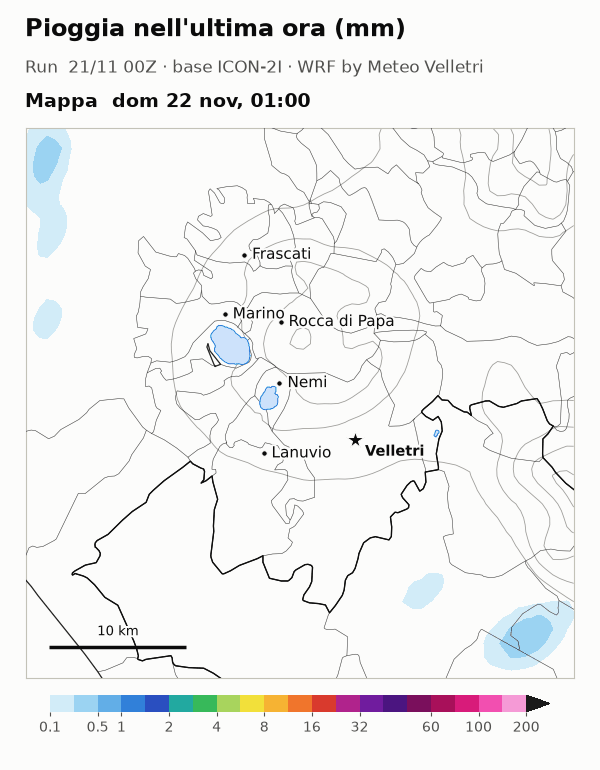 Pioggia nell'ultima ora (mm)
Run 21/11 00Z · base ICON-2I · WRF by Meteo Velletri
Mappa dom 22 nov, 01:00
Frascati
Marino
Rocca di Papa
Nemi
Velletri
Lanuvio
10 km
0.1 0.5 1 2 4 8 16 32 60 100 200